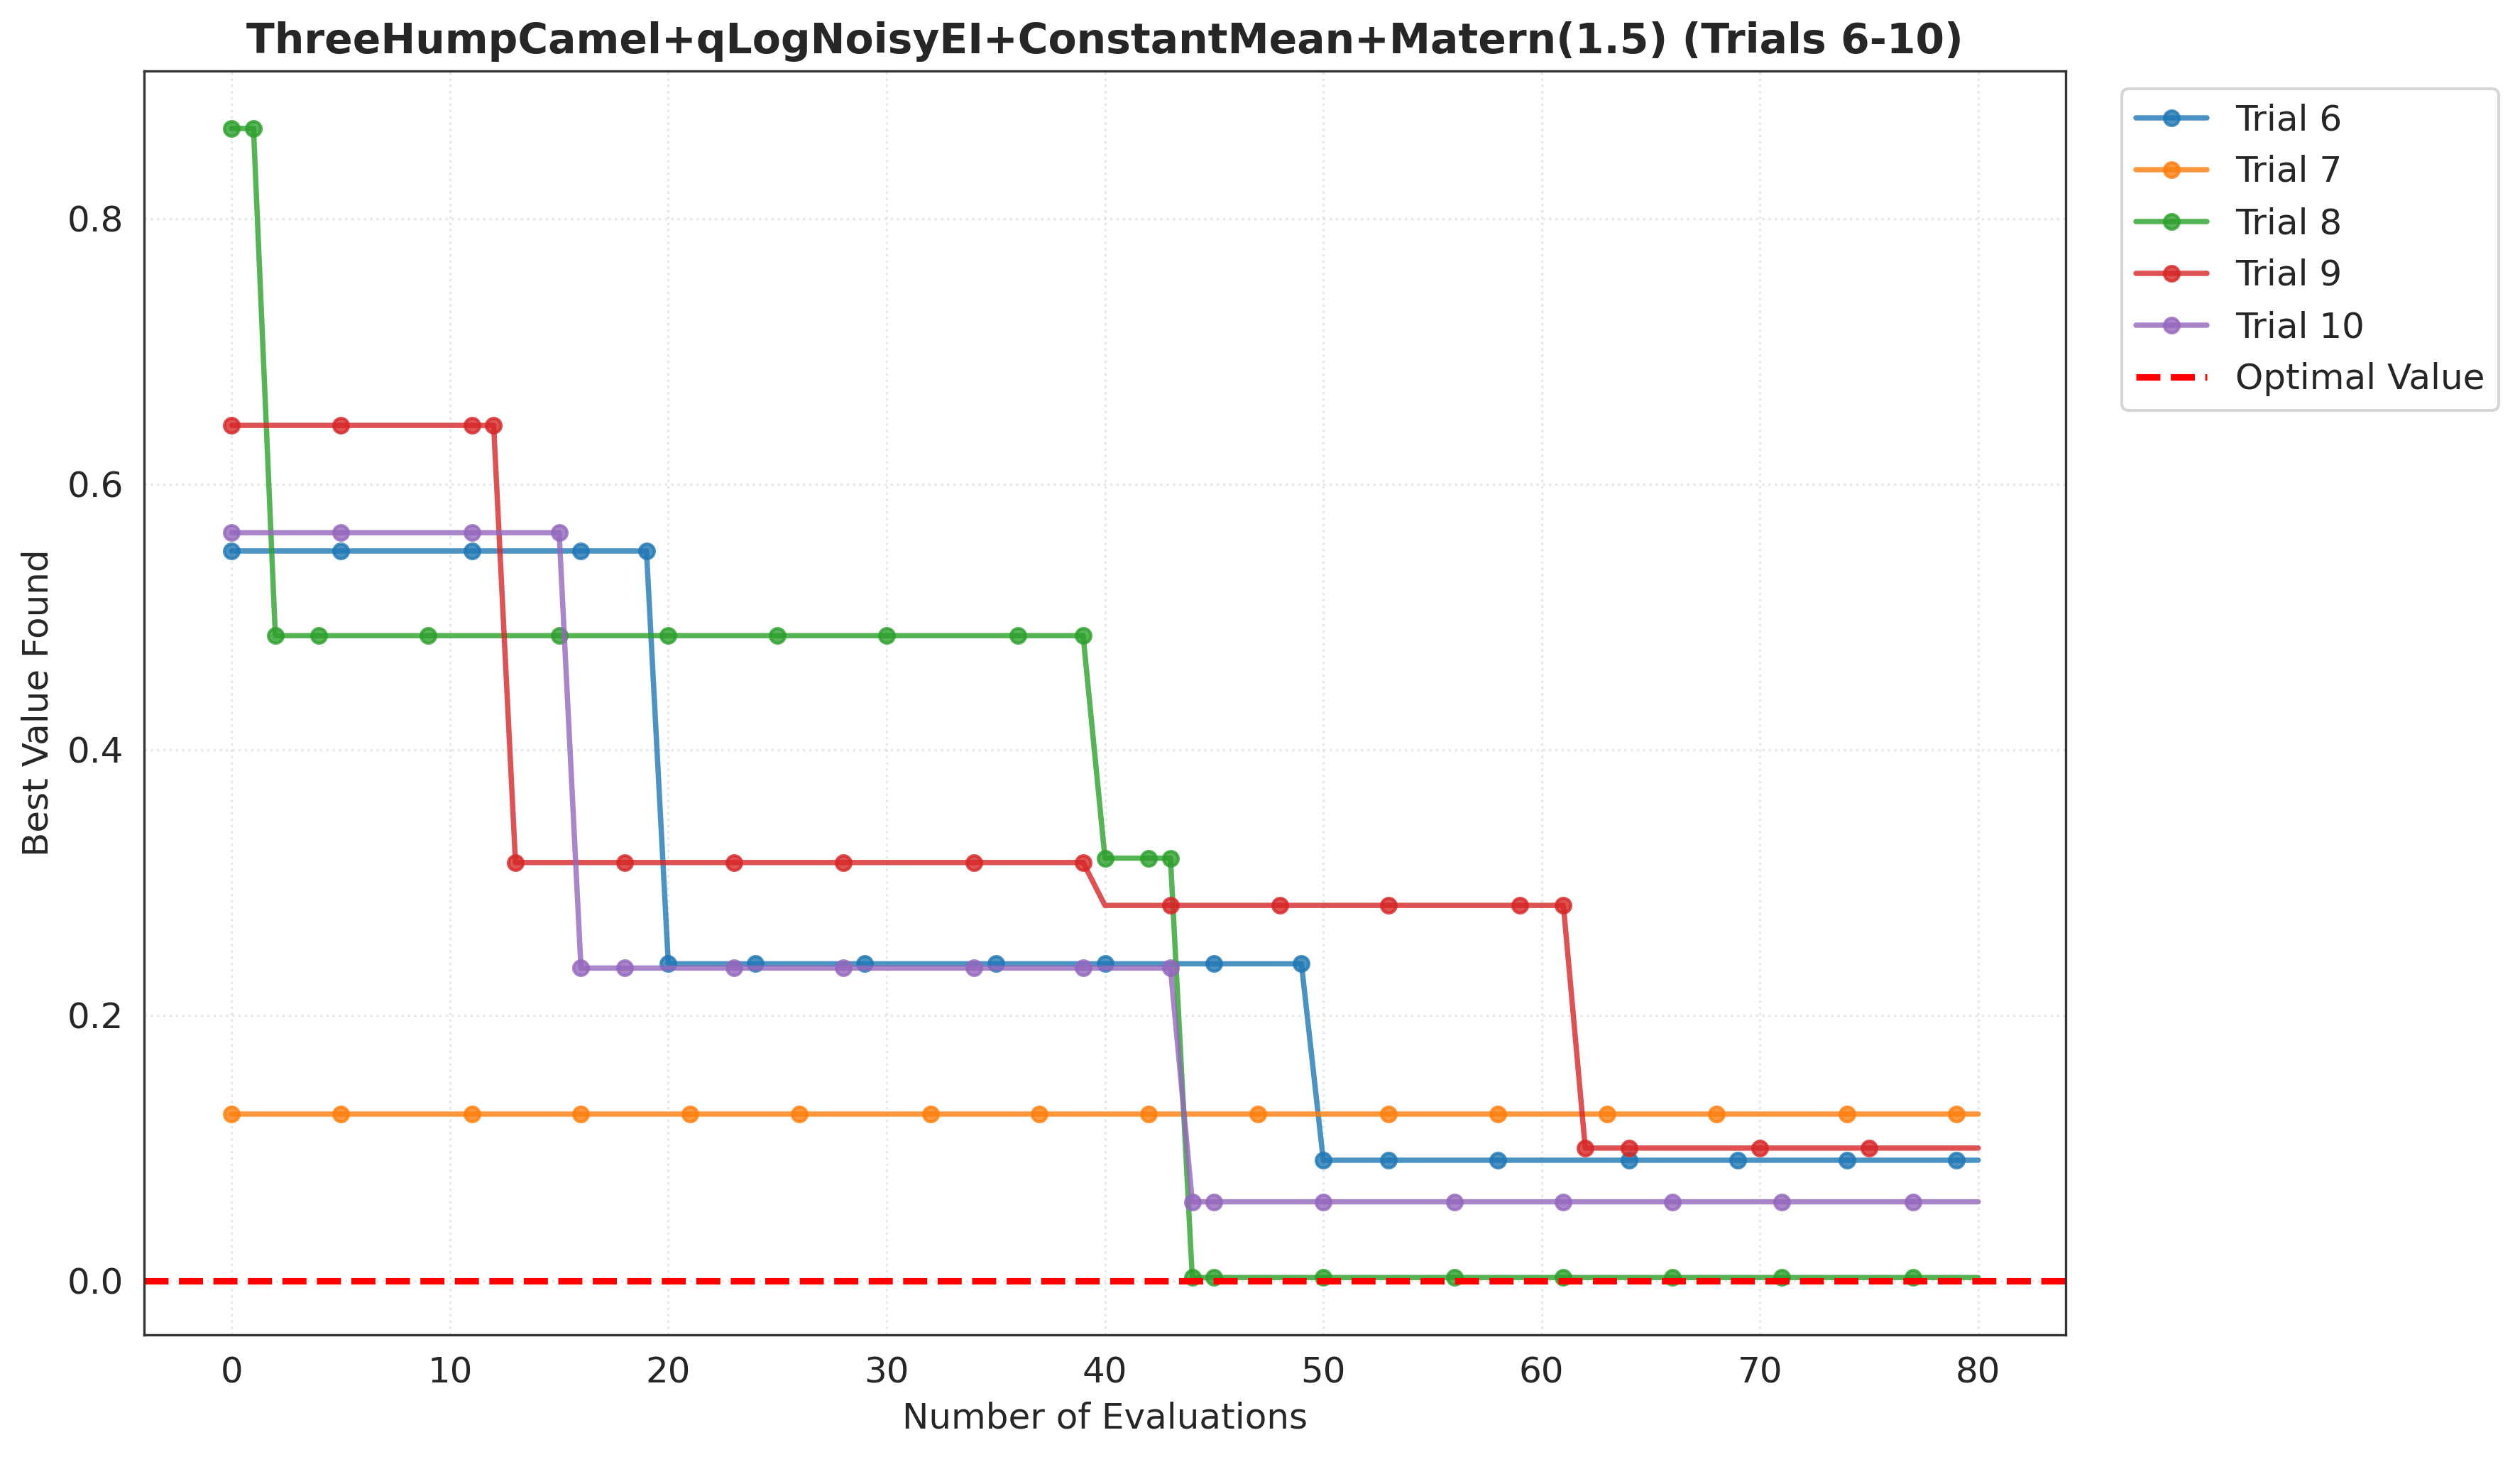 ThreeHumpCamel+qLogNoisyEI+ConstantMean+Matern(1.5) (Trials 6-10)
Trial 6
Trial 7
Trial 8
Trial 9
Trial 10
Optimal Value
Best Value Found
0.8
0.6
0.4
0.2
0.0
0 10 20 30 40 50 60 70 80
Number of Evaluations